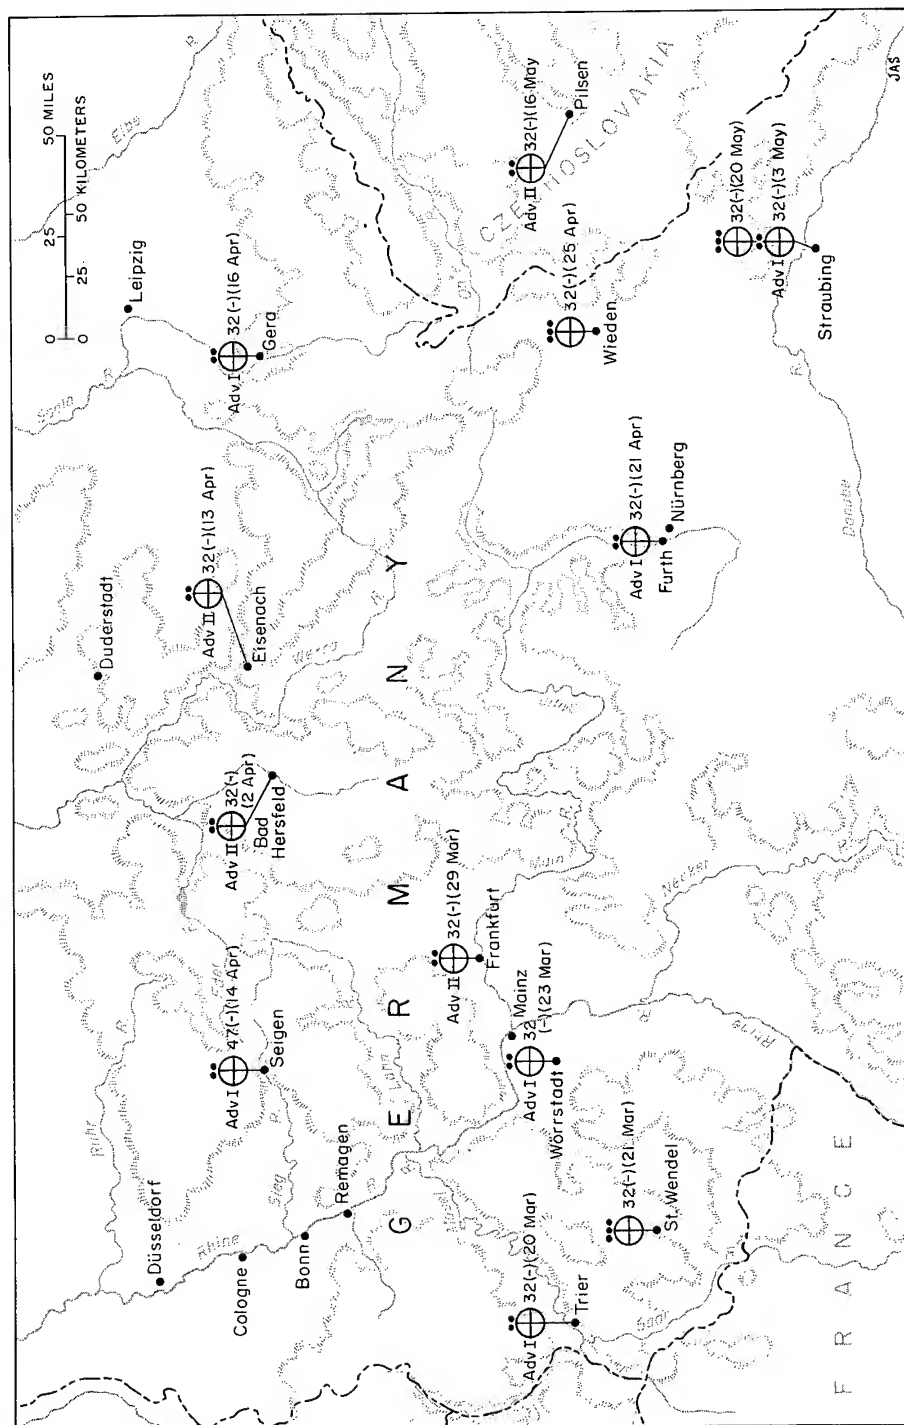 50 MILES
50 KILOMETERS
25
25
0
0
Elbe
R.
Leipzig
Saale
R.
Adv I
32(-)(16 Apr)
Gera
Adv II
32(-)(16 May
Pilsen
CZECHOSLOVAKIA
32(-)(25 Apr)
Wieden
32(-)(20 May)
Adv I
32(-)(3 May)
Straubing
JAS
Duderstadt
Adv II
32(-)(13 Apr)
Eisenach
Werra
R.
Adv I
32(-)(21 Apr)
Furth
Nürnberg
R.
Danube
R.
Adv II
32(-)
(2 Apr)
Bad
Hersfeld
Eder
GERMANY
Adv II
32(-)(29 Mar)
Frankfurt
R.
Neckar
R.
Ruhr
R.
Adv I
47(-)(14 Apr)
Seigen
Sieg
R.
Lahn
Mainz
Adv I
32
(-)(23 Mar)
Wörrstadt
Rhine
R.
Düsseldorf
Rhine
Cologne
Bonn
Remagen
Mosel
32(-)(21 Mar)
St. Wendel
Adv I
32(-)(20 Mar)
Trier
Saar
FRANCE